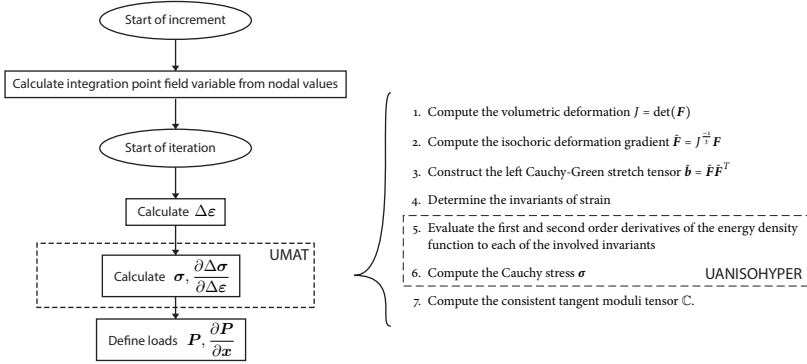 Start of increment
Calculate integration point field variable from nodal values
Start of iteration
Calculate Δε
UMAT
Calculate σ, ∂Δσ/∂Δε
Define loads P, ∂P/∂x
1. Compute the volumetric deformation J = det(F)
2. Compute the isochoric deformation gradient F̄ = J^(-1/3) F
3. Construct the left Cauchy-Green stretch tensor b̄ = F̄F̄^T
4. Determine the invariants of strain
5. Evaluate the first and second order derivatives of the energy density
function to each of the involved invariants
6. Compute the Cauchy stress σ
UANISOHYPER
7. Compute the consistent tangent moduli tensor ℂ.